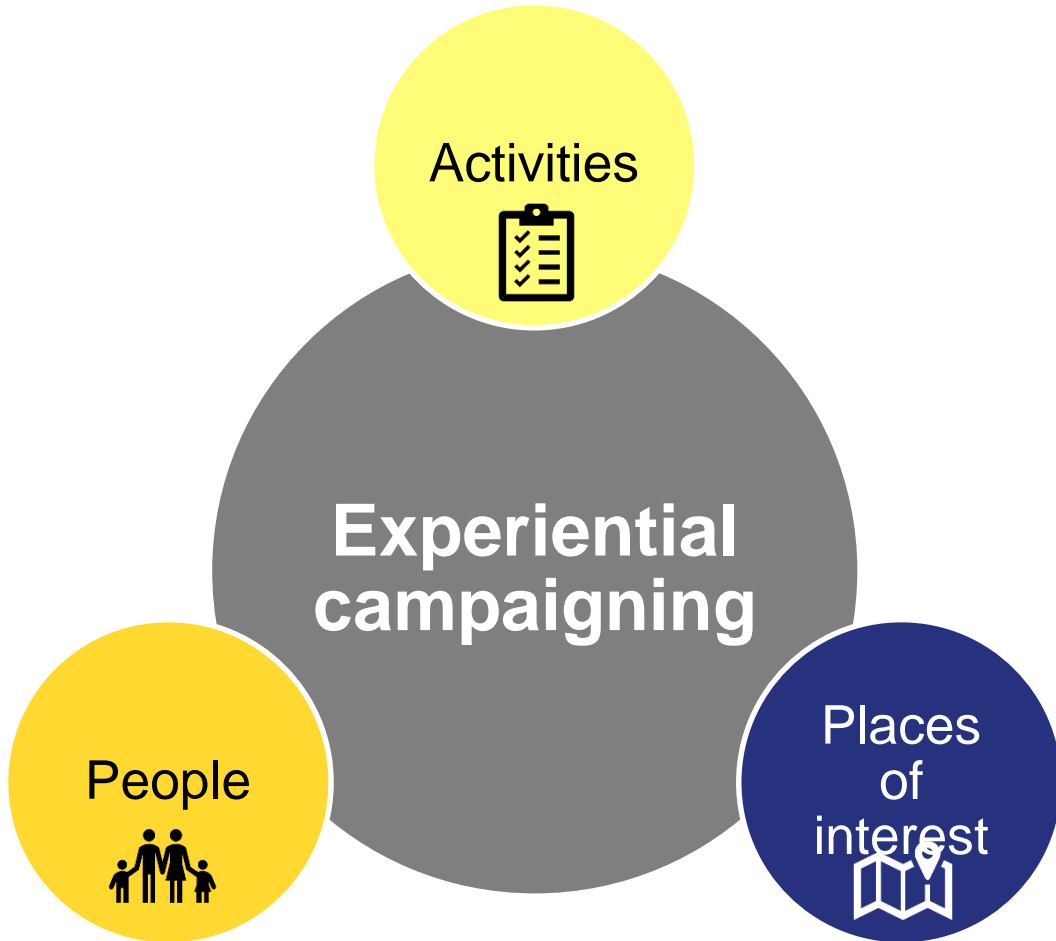 Activities
Experiential
campaigning
People
Places
of
interest